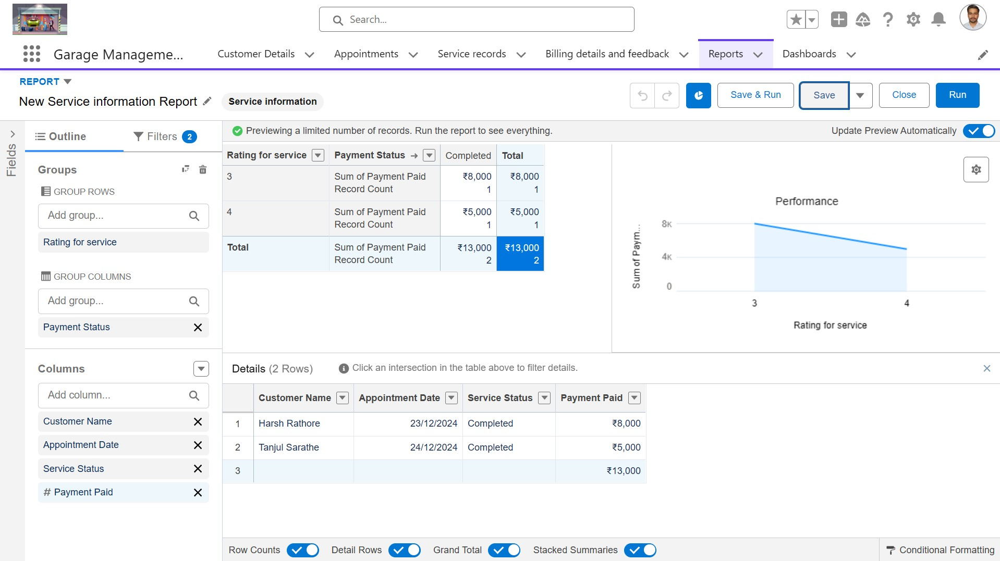 Search...
Garage Manageme...
Customer Details
Appointments
Service records
Billing details and feedback
Reports
Dashboards
REPORT
New Service information Report
Service information
Save & Run
Save
Close
Run
Fields
Outline
Filters 2
Previewing a limited number of records. Run the report to see everything.
Update Preview Automatically
Groups
GROUP ROWS
Add group...
Rating for service
GROUP COLUMNS
Add group...
Payment Status
Columns
Add column...
Customer Name
Appointment Date
Service Status
# Payment Paid
Rating for service Payment Status → Completed Total
3 Sum of Payment Paid ₹8,000 ₹8,000
Record Count 1 1
4 Sum of Payment Paid ₹5,000 ₹5,000
Record Count 1 1
Total Sum of Payment Paid ₹13,000 ₹13,000
Record Count 2 2
Performance
Sum of Paym...
8K
4K
0
3 4
Rating for service
Details (2 Rows)
Click an intersection in the table above to filter details.
Customer Name Appointment Date Service Status Payment Paid
1 Harsh Rathore 23/12/2024 Completed ₹8,000
2 Tanjul Sarathe 24/12/2024 Completed ₹5,000
3 ₹13,000
Row Counts
Detail Rows
Grand Total
Stacked Summaries
Conditional Formatting